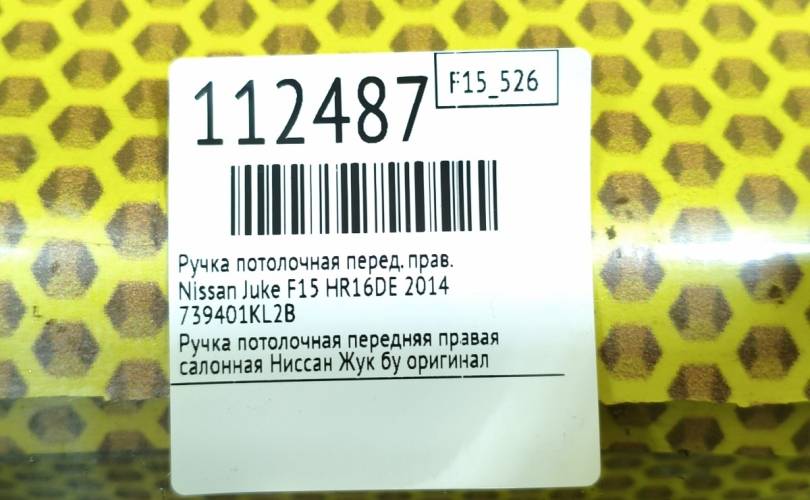 112487
F15_526
Ручка потолочная перед. прав.
Nissan Juke F15 HR16DE 2014
739401KL2B
Ручка потолочная передняя правая
салонная Ниссан Жук бу оригинал